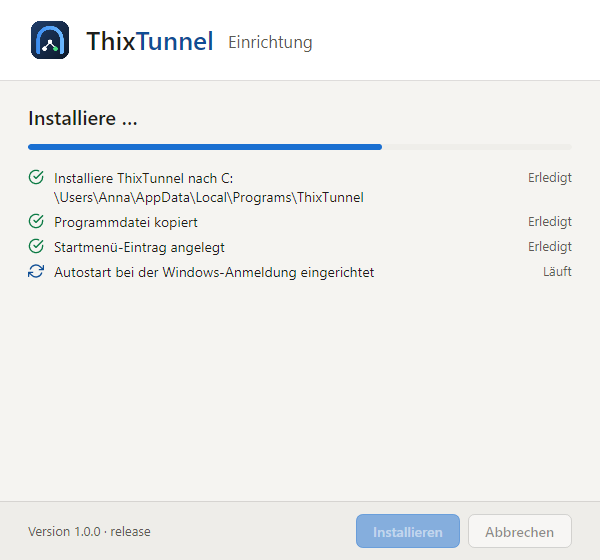 ThixTunnel Einrichtung
Installiere ...
Installiere ThixTunnel nach C: Erledigt
\Users\Anna\AppData\Local\Programs\ThixTunnel
Programmdatei kopiert Erledigt
Startmenü-Eintrag angelegt Erledigt
Autostart bei der Windows-Anmeldung eingerichtet Läuft
Version 1.0.0 · release Installieren Abbrechen